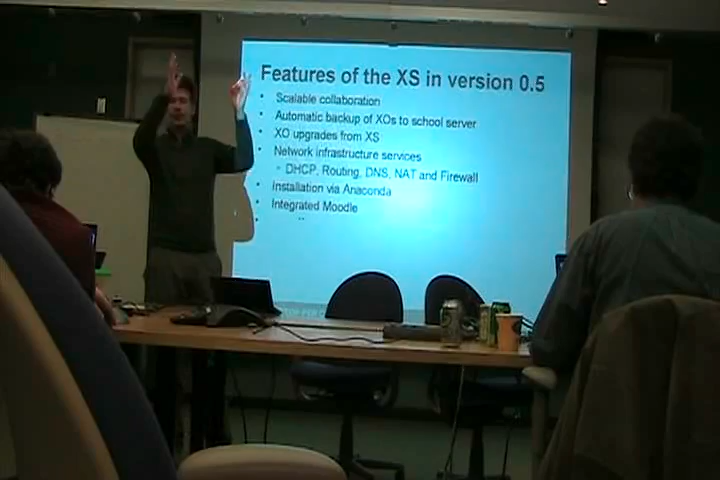 Features of the XS in version 0.5
• Scalable collaboration
• Automatic backup of XOs to school server
• XO upgrades from XS
• Network infrastructure services
- DHCP, Routing, DNS, NAT and Firewall
• Installation via Anaconda
• Integrated Moodle
• ...